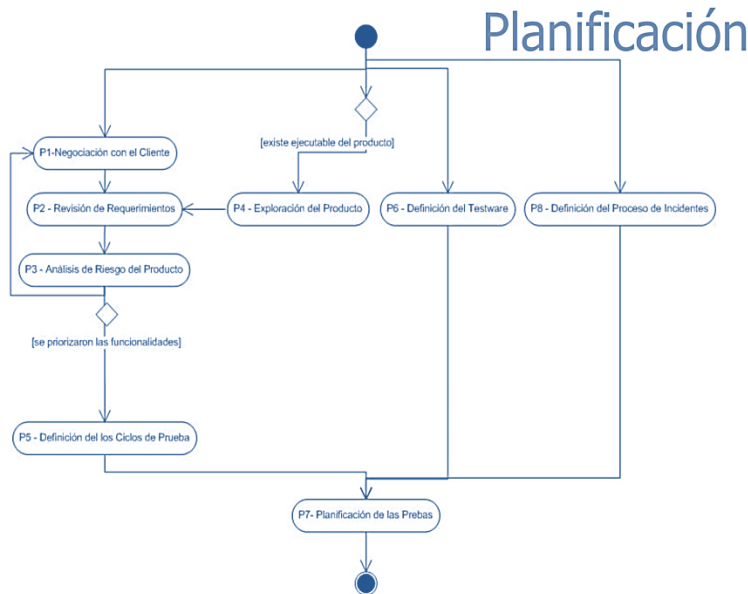 Planificación
[existe ejecutable del producto]
P1-Negociación con el Cliente
P2 - Revisión de Requerimientos
P4 - Exploración del Producto
P6 - Definición del Testware
P8 - Definición del Proceso de Incidentes
P3 - Análisis de Riesgo del Producto
[se priorizaron las funcionalidades]
P5 - Definición del los Ciclos de Prueba
P7- Planificación de las Prebas